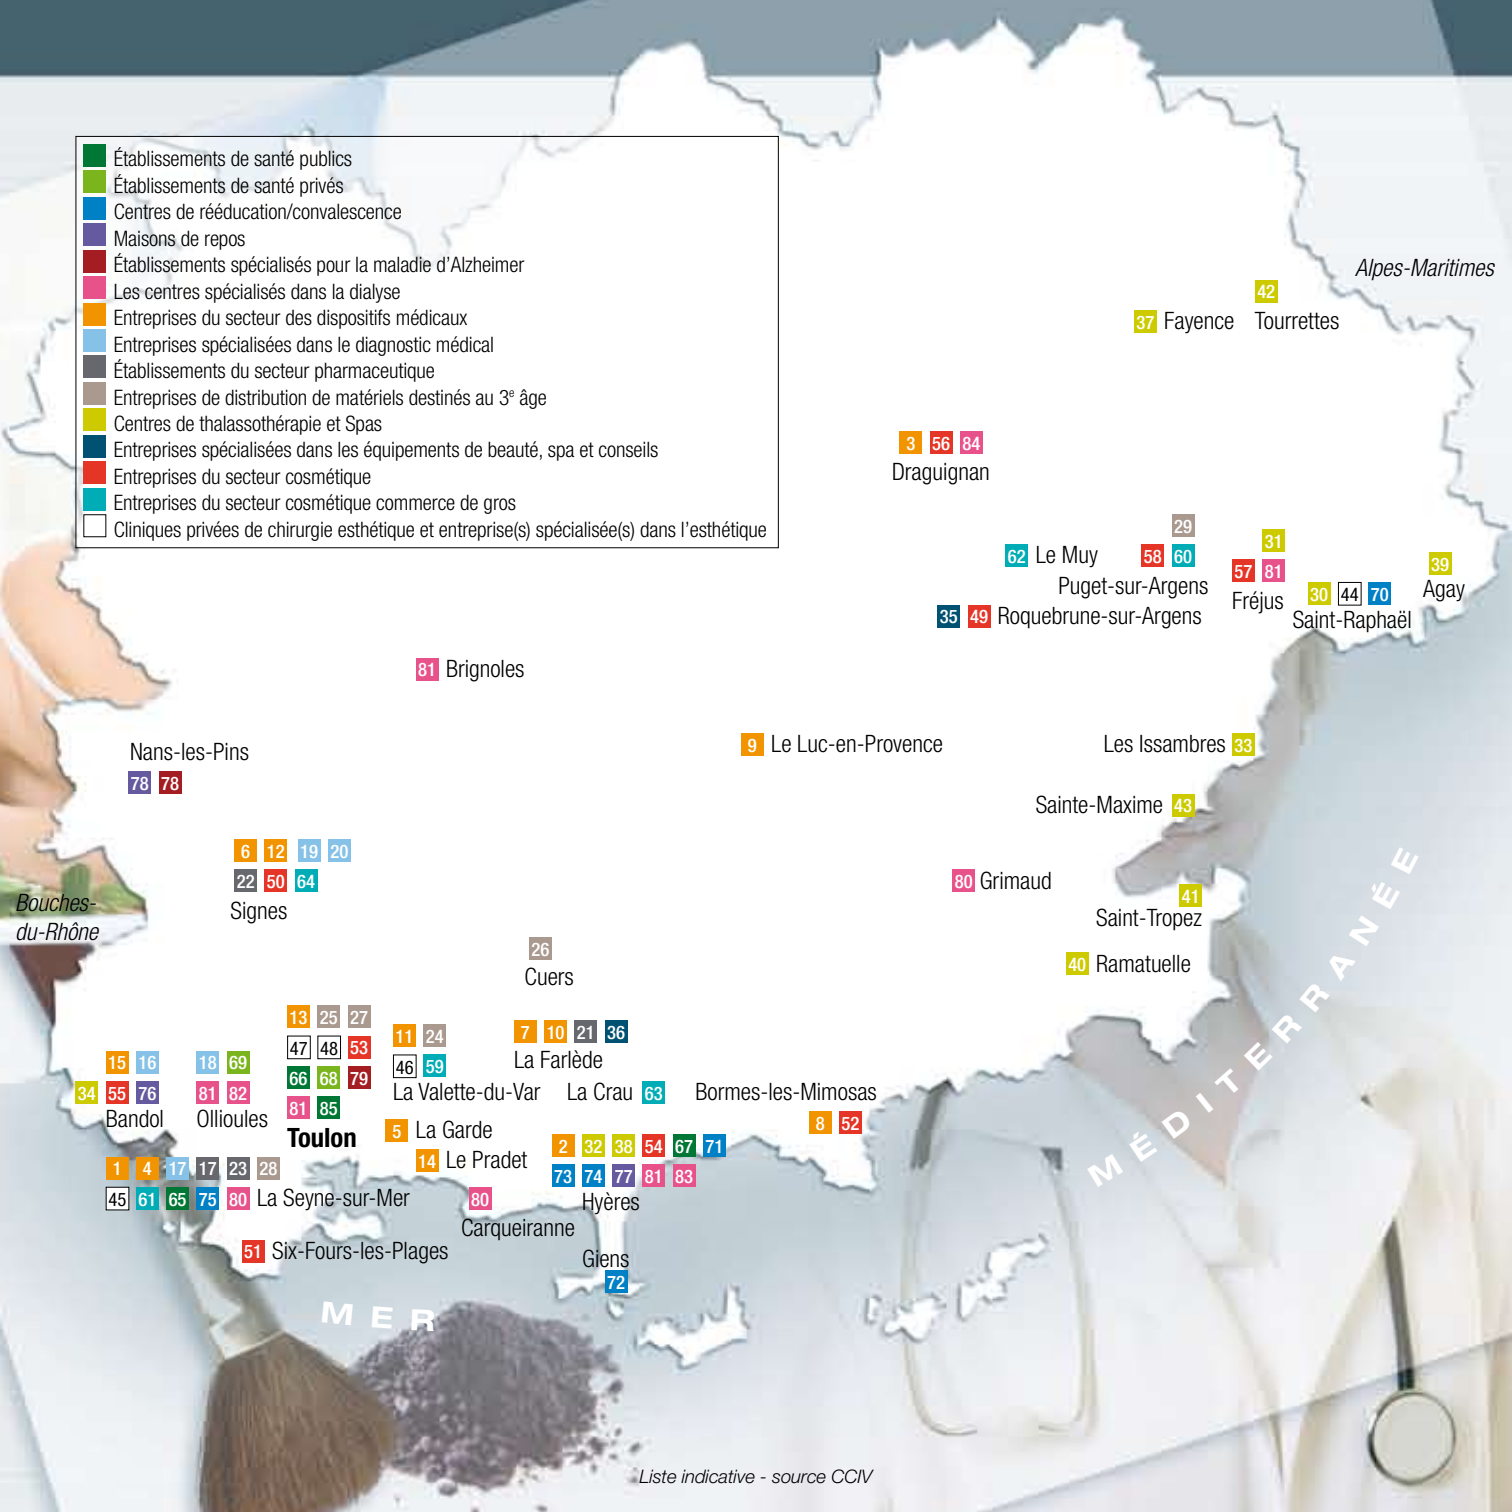 Établissements de santé publics
Établissements de santé privés
Centres de rééducation/convalescence
Maisons de repos
Établissements spécialisés pour la maladie d'Alzheimer
Les centres spécialisés dans la dialyse
Entreprises du secteur des dispositifs médicaux
Entreprises spécialisées dans le diagnostic médical
Établissements du secteur pharmaceutique
Entreprises de distribution de matériels destinés au 3e âge
Centres de thalassothérapie et Spas
Entreprises spécialisées dans les équipements de beauté, spa et conseils
Entreprises du secteur cosmétique
Entreprises du secteur cosmétique commerce de gros
Cliniques privées de chirurgie esthétique et entreprise(s) spécialisée(s) dans l'esthétique
Alpes-Maritimes
42
37 Fayence Tourrettes
3 56 84
Draguignan
29
62 Le Muy 58 60
Puget-sur-Argens
31
57 81
Fréjus
39
Agay
30 44 70
Saint-Raphaël
35 49 Roquebrune-sur-Argens
81 Brignoles
Nans-les-Pins
78 78
9 Le Luc-en-Provence
Les Issambres 33
Sainte-Maxime 43
6 12 19 20
22 50 64
Signes
80 Grimaud
41
Saint-Tropez
Bouches-
du-Rhône
26
Cuers
40 Ramatuelle
13 25 27
47 48 53
66 68 79
81 85
Toulon
11 24
46 59
La Valette-du-Var
7 10 21 36
La Farlède
15 16
34 55 76
Bandol
18 69
81 82
Ollioules
La Crau 63
Bormes-les-Mimosas
8 52
5 La Garde
14 Le Pradet
2 32 38 54 67 71
73 74 77 81 83
Hyères
1 4 17 17 23 28
45 61 65 75 80 La Seyne-sur-Mer
80
Carqueiranne
51 Six-Fours-les-Plages
Giens
72
MER
MÉDITERRANÉE
Liste indicative - source CCIV